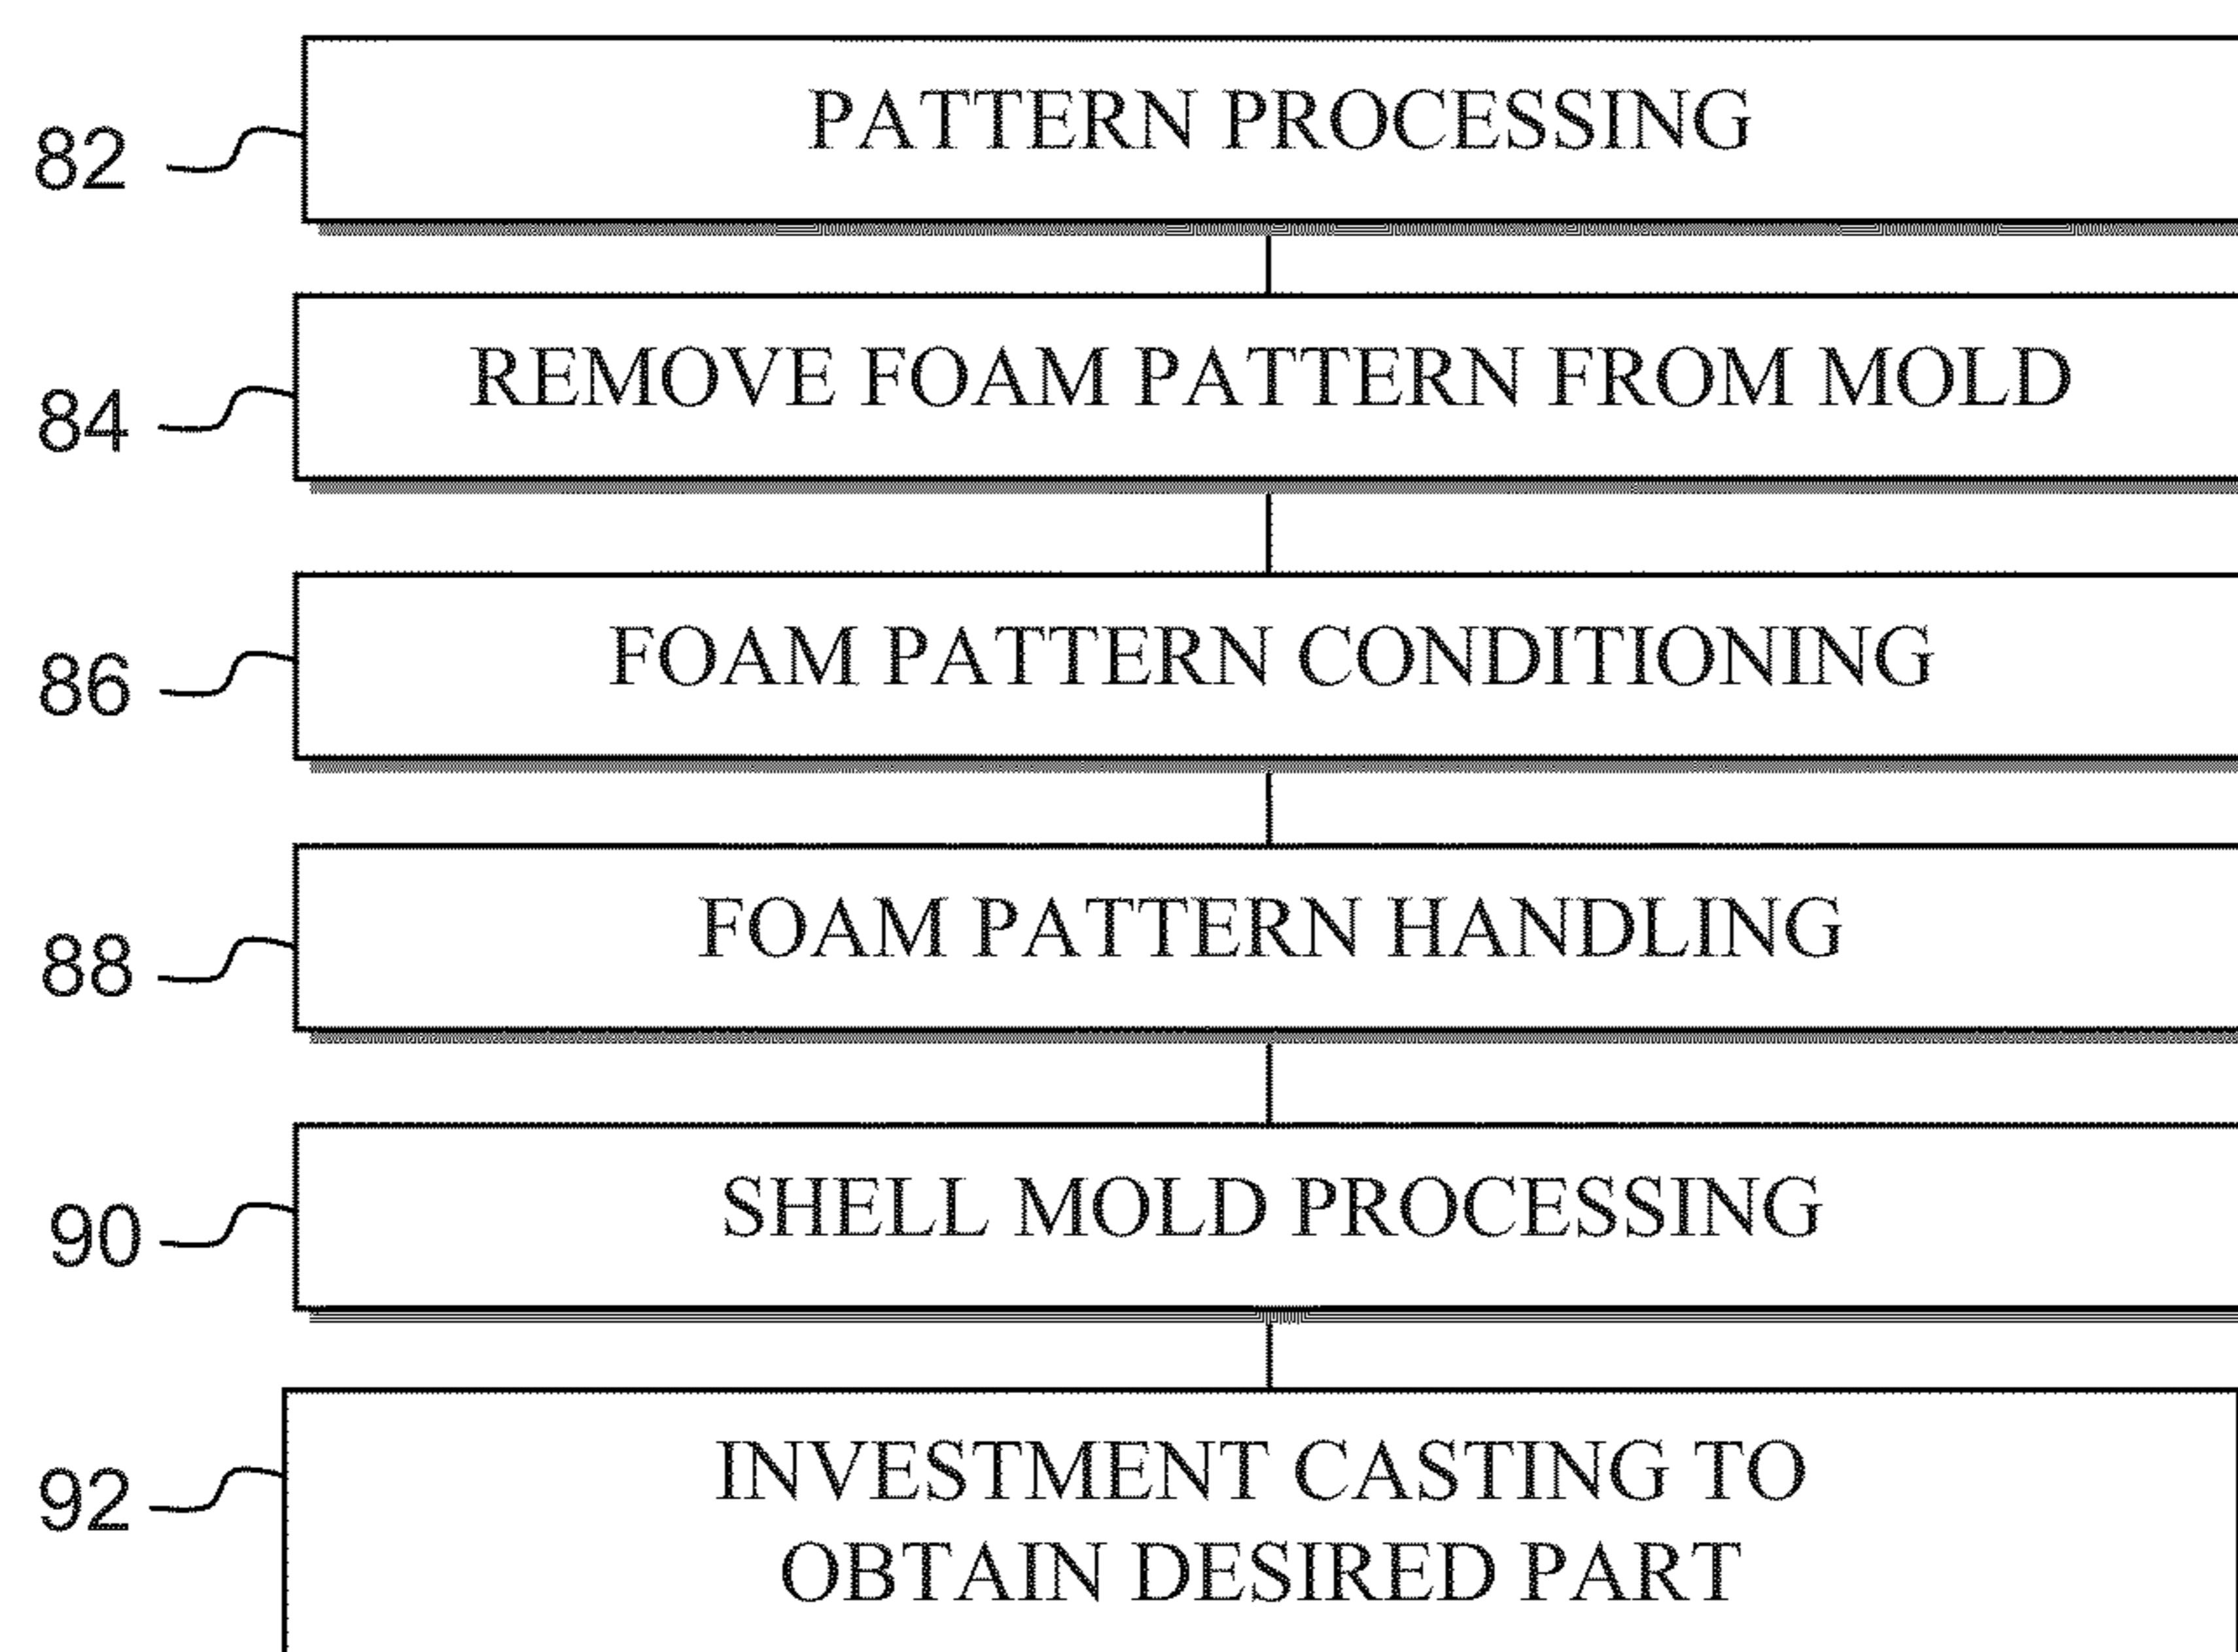 PATTERN PROCESSING
82
REMOVE FOAM PATTERN FROM MOLD
84
FOAM PATTERN CONDITIONING
86
FOAM PATTERN HANDLING
88
SHELL MOLD PROCESSING
90
INVESTMENT CASTING TO
92
OBTAIN DESIRED PART